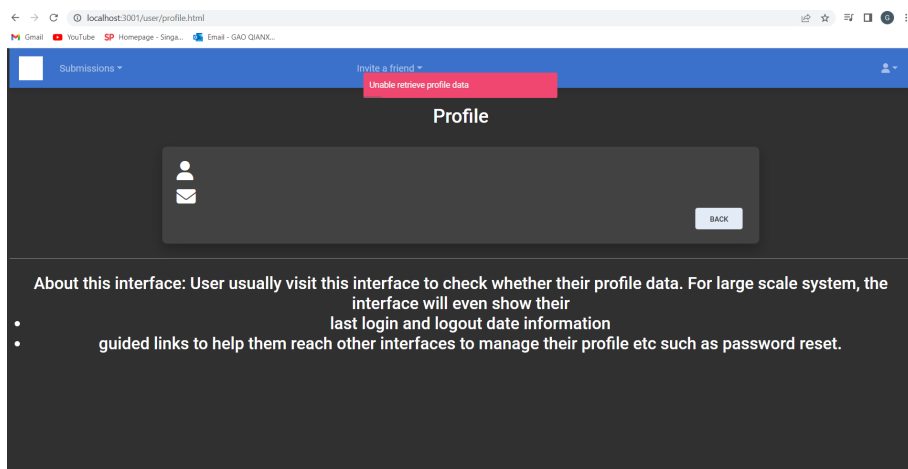 localhost:3001/user/profile.html
G
Gmail YouTube SP Homepage - Singa... Email - GAO QIANX...
Submissions Invite a friend
Unable retrieve profile data
Profile
BACK
About this interface: User usually visit this interface to check whether their profile data. For large scale system, the
interface will even show their
last login and logout date information
guided links to help them reach other interfaces to manage their profile etc such as password reset.